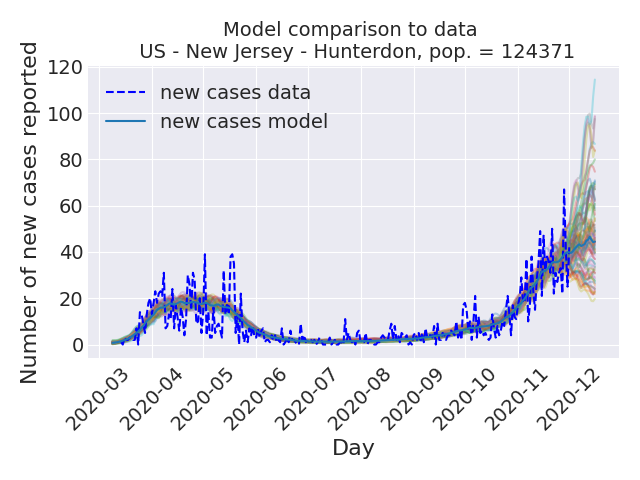 Model comparison to data
US - New Jersey - Hunterdon, pop. = 124371
Number of new cases reported
120
100
80
60
40
20
0
new cases data
new cases model
2020-03
2020-04
2020-05
2020-06
2020-07
2020-08
2020-09
2020-10
2020-11
2020-12
Day